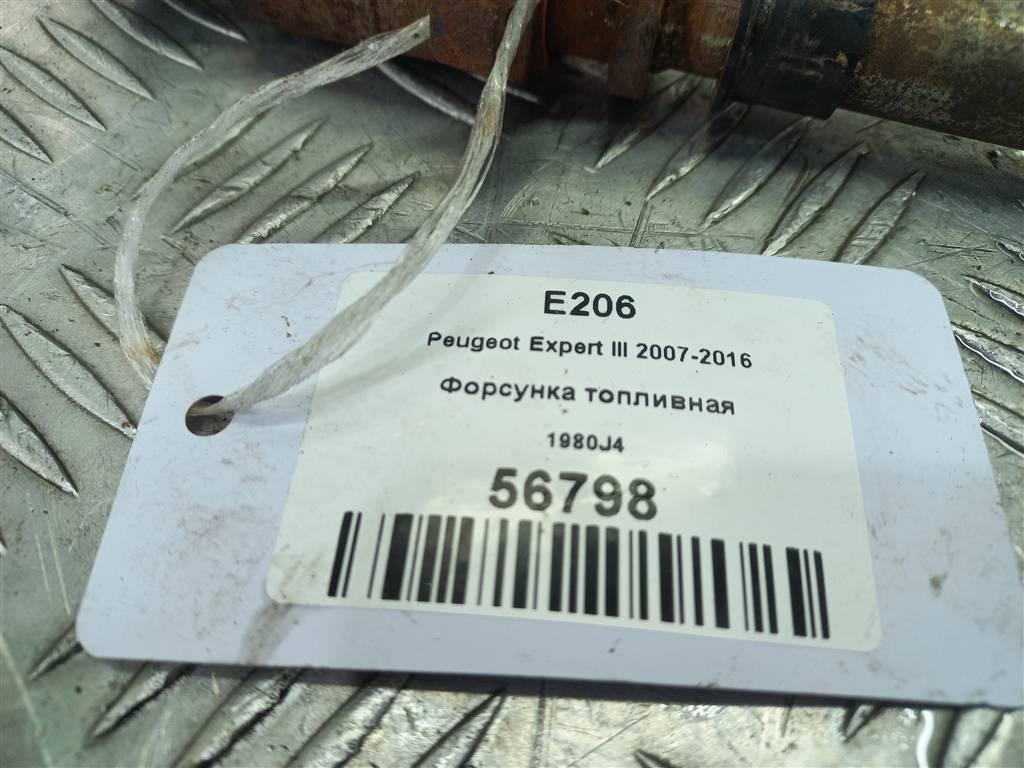 E206
Peugeot Expert III 2007-2016
Форсунка топливная
1980J4
56798